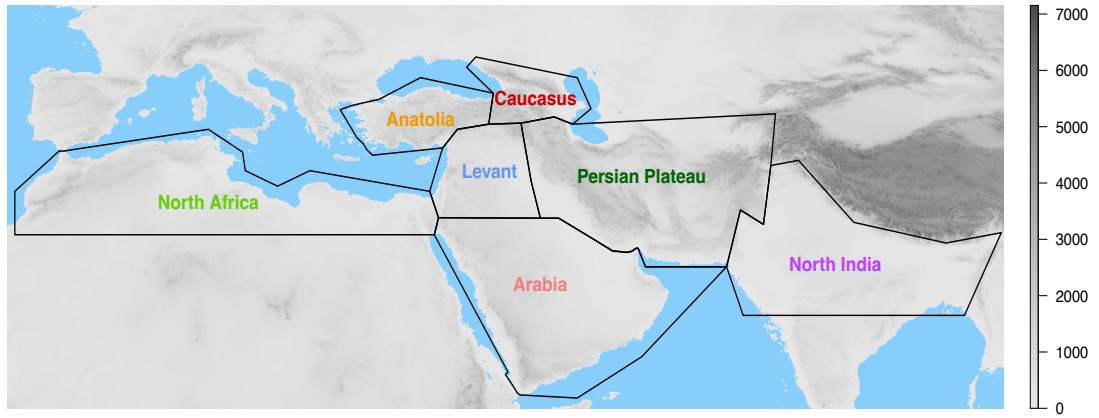 7000
6000
5000
4000
3000
2000
1000
0
Caucasus
Anatolia
Levant
Persian Plateau
North Africa
North India
Arabia